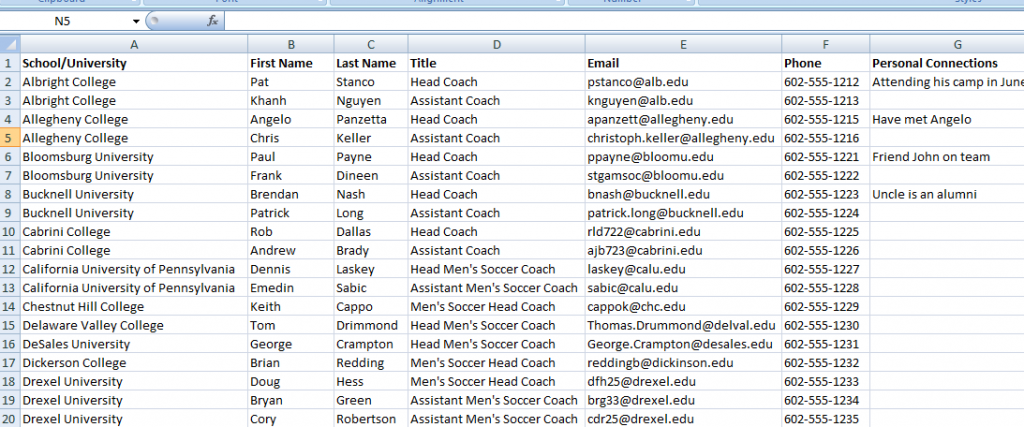 Clipboard Font Alignment Number Styles
N5 fx
A B C D E F G
1 School/University First Name Last Name Title Email Phone Personal Connections
2 Albright College Pat Stanco Head Coach pstanco@alb.edu 602-555-1212 Attending his camp in June
3 Albright College Khanh Nguyen Assistant Coach knguyen@alb.edu 602-555-1213
4 Allegheny College Angelo Panzetta Head Coach apanzett@allegheny.edu 602-555-1215 Have met Angelo
5 Allegheny College Chris Keller Assistant Coach christoph.keller@allegheny.edu 602-555-1216
6 Bloomsburg University Paul Payne Head Coach ppayne@bloomu.edu 602-555-1221 Friend John on team
7 Bloomsburg University Frank Dineen Assistant Coach stgamsoc@bloomu.edu 602-555-1222
8 Bucknell University Brendan Nash Head Coach bnash@bucknell.edu 602-555-1223 Uncle is an alumni
9 Bucknell University Patrick Long Assistant Coach patrick.long@bucknell.edu 602-555-1224
10 Cabrini College Rob Dallas Head Coach rld722@cabrini.edu 602-555-1225
11 Cabrini College Andrew Brady Assistant Coach ajb723@cabrini.edu 602-555-1226
12 California University of Pennsylvania Dennis Laskey Head Men's Soccer Coach laskey@calu.edu 602-555-1227
13 California University of Pennsylvania Emedin Sabic Assistant Men's Soccer Coach sabic@calu.edu 602-555-1228
14 Chestnut Hill College Keith Cappo Men's Soccer Head Coach cappok@chc.edu 602-555-1229
15 Delaware Valley College Tom Drimmond Head Men's Soccer Coach Thomas.Drummond@delval.edu 602-555-1230
16 DeSales University George Crampton Head Men's Soccer Coach George.Crampton@desales.edu 602-555-1231
17 Dickerson College Brian Redding Men's Soccer Head Coach reddingb@dickinson.edu 602-555-1232
18 Drexel University Doug Hess Men's Soccer Head Coach dfh25@drexel.edu 602-555-1233
19 Drexel University Bryan Green Assistant Men's Soccer Coach brg33@drexel.edu 602-555-1234
20 Drexel University Cory Robertson Assistant Men's Soccer Coach cdr25@drexel.edu 602-555-1235